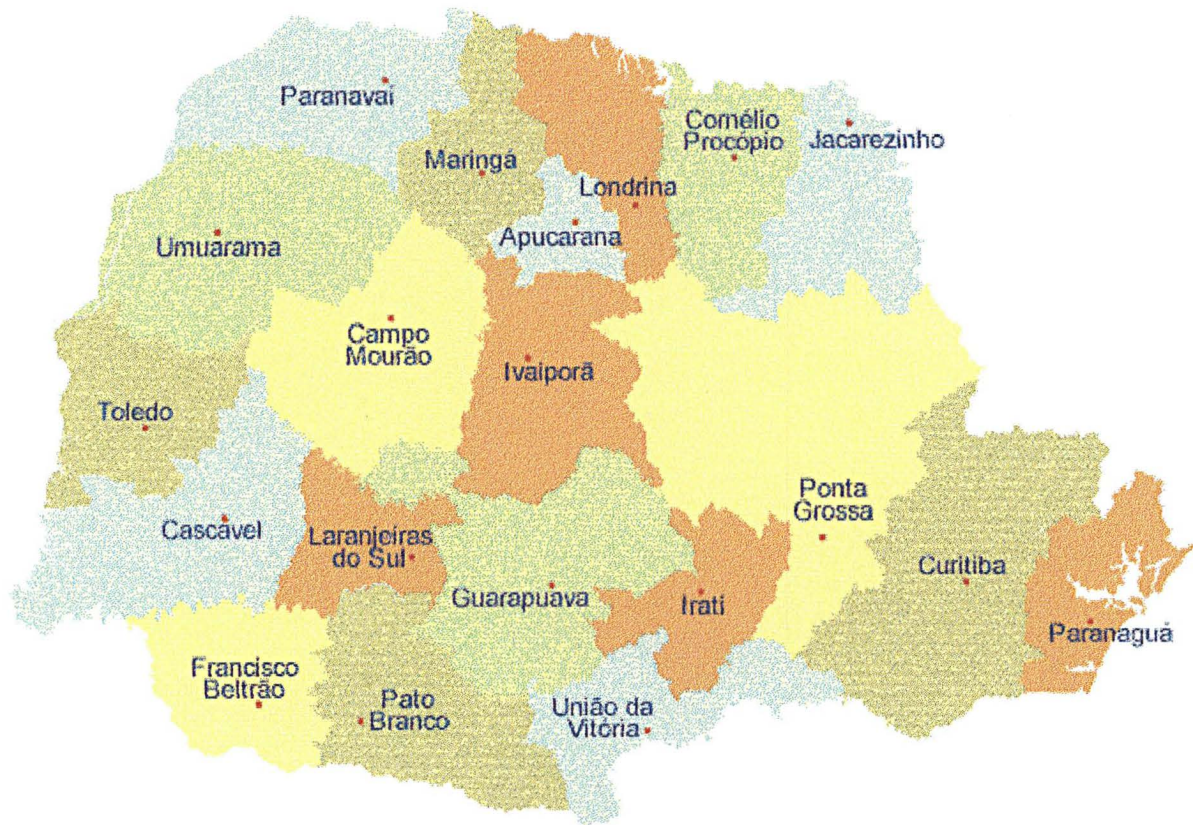 Paranavaí
Cornélio
Procópio
Jacarezinho
Maringá
Londrina
Umuarama
Apucarana
Campo
Mourão
Ivaiporã
Toledo
Ponta
Grossa
Cascável
Laranjeiras
do Sul
Guarapuava
Irati
Curitiba
Paranaguá
Francisco
Beltrão
Pato
Branco
União da
Vitória